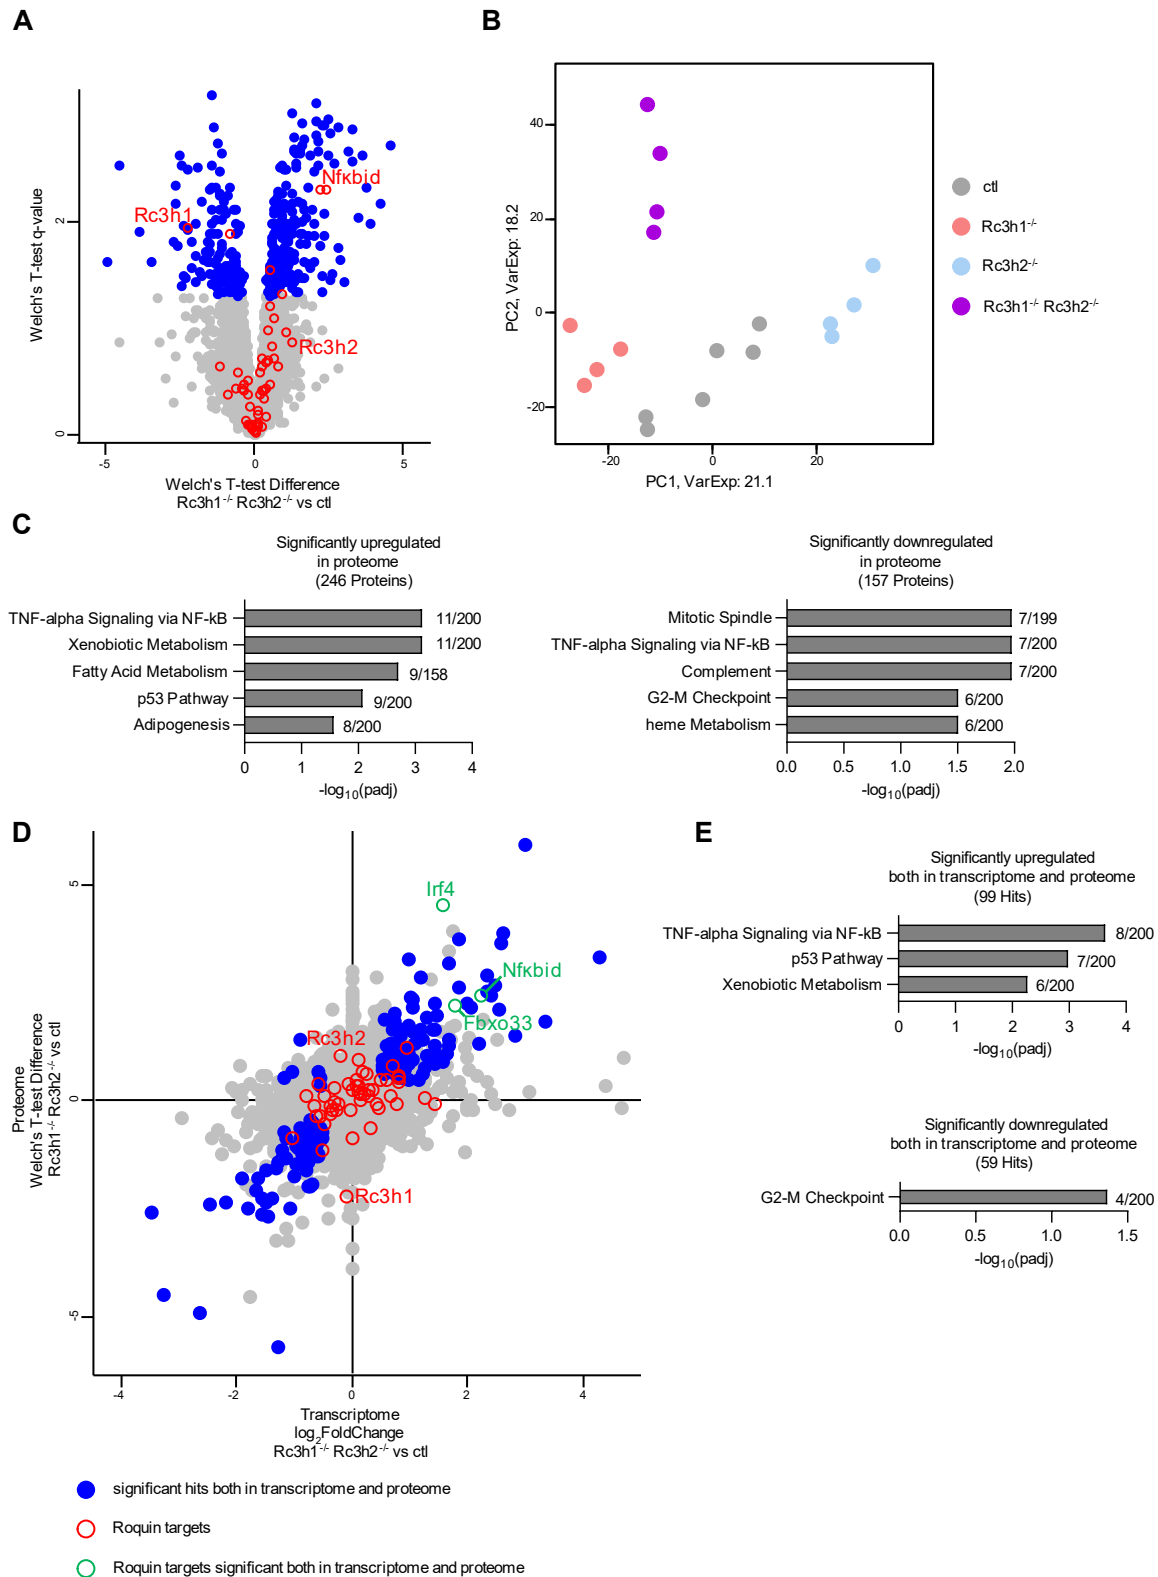 A
B
Welch's T-test q-value
2
0
Rc3h1
Nfκbid
Rc3h2
-5
0
5
Welch's T-test Difference
Rc3h1-/- Rc3h2-/- vs ctl
PC2, VarExp: 18.2
40
20
0
-20
-20
0
20
PC1, VarExp: 21.1
ctl
Rc3h1-/-
Rc3h2-/-
Rc3h1-/- Rc3h2-/-
C
Significantly upregulated
in proteome
(246 Proteins)
TNF-alpha Signaling via NF-kB
11/200
Xenobiotic Metabolism
11/200
Fatty Acid Metabolism
9/158
p53 Pathway
9/200
Adipogenesis
8/200
0
1
2
3
4
-log10(padj)
Significantly downregulated
in proteome
(157 Proteins)
Mitotic Spindle
7/199
TNF-alpha Signaling via NF-kB
7/200
Complement
7/200
G2-M Checkpoint
6/200
heme Metabolism
6/200
0.0
0.5
1.0
1.5
2.0
-log10(padj)
D
Proteome
Welch's T-test Difference
Rc3h1-/- Rc3h2-/- vs ctl
5
0
-5
Irf4
Nfκbid
Fbxo33
Rc3h2
Rc3h1
-4
-2
0
2
4
Transcriptome
log2FoldChange
Rc3h1-/- Rc3h2-/- vs ctl
significant hits both in transcriptome and proteome
Roquin targets
Roquin targets significant both in transcriptome and proteome
E
Significantly upregulated
both in transcriptome and proteome
(99 Hits)
TNF-alpha Signaling via NF-kB
8/200
p53 Pathway
7/200
Xenobiotic Metabolism
6/200
0
1
2
3
4
-log10(padj)
Significantly downregulated
both in transcriptome and proteome
(59 Hits)
G2-M Checkpoint
4/200
0.0
0.5
1.0
1.5
-log10(padj)